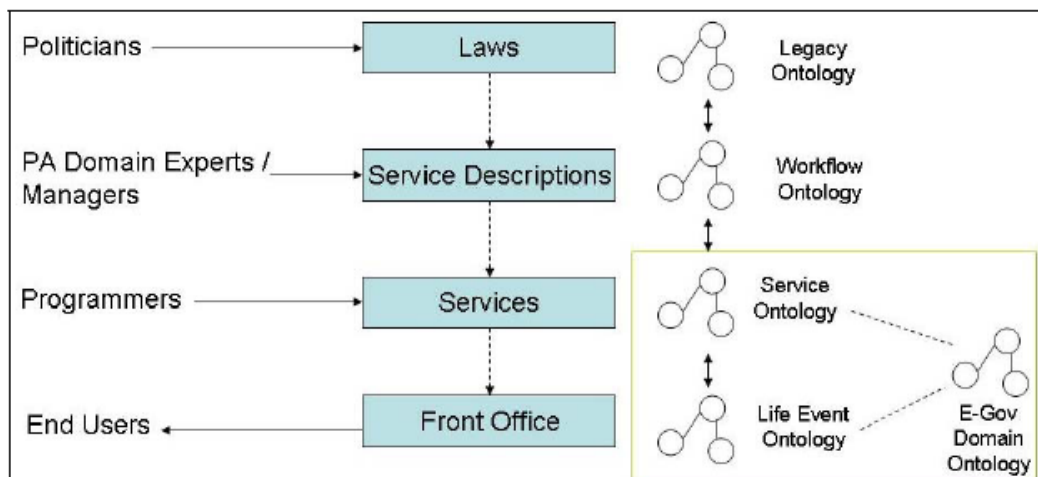 Politicians
Laws
Legacy
Ontology
PA Domain Experts /
Managers
Service Descriptions
Workflow
Ontology
Programmers
Services
Service
Ontology
End Users
Front Office
Life Event
Ontology
E-Gov
Domain
Ontology